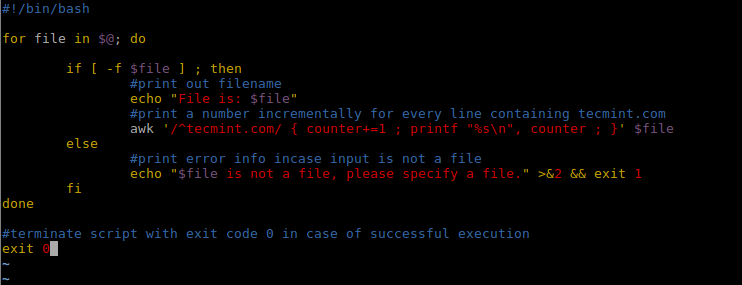 #!/bin/bash
for file in $@; do
if [ -f $file ] ; then
#print out filename
echo "File is: $file"
#print a number incrementally for every line containing tecmint.com
awk '/^tecmint.com/ { counter+=1 ; printf "%s\n", counter ; }' $file
else
#print error info incase input is not a file
echo "$file is not a file, please specify a file." >&2 && exit 1
fi
done
#terminate script with exit code 0 in case of successful execution
exit 0
~
~